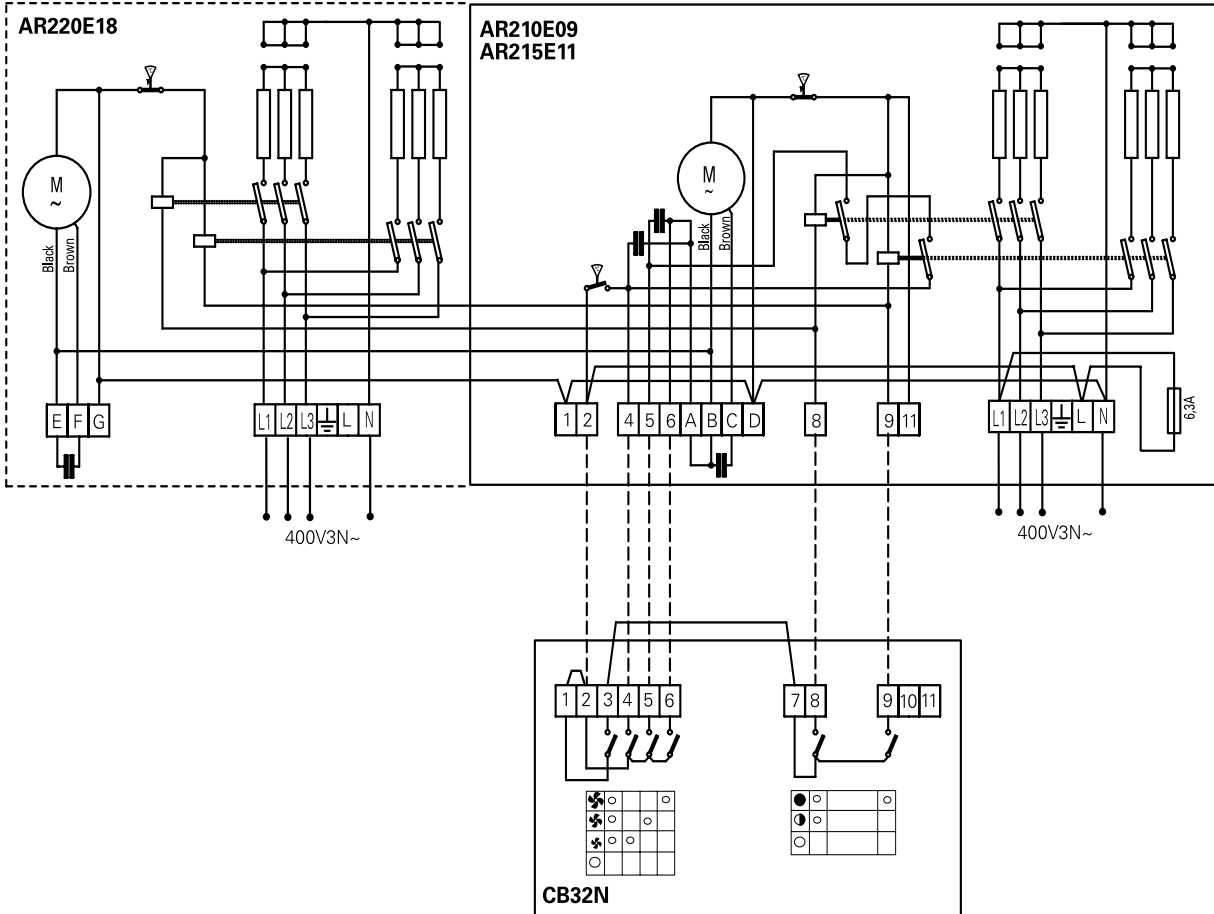 AR220E18
AR210E09
AR215E11
M
~
Black
Brown
M
~
Black
Brown
E F G
L1 L2 L3 L N
1 2
4 5 6 A B C D
8
9 11
L1 L2 L3 L N
6,3A
400V3N~
400V3N~
1 2 3 4 5 6
7 8
9 10 11
CB32N